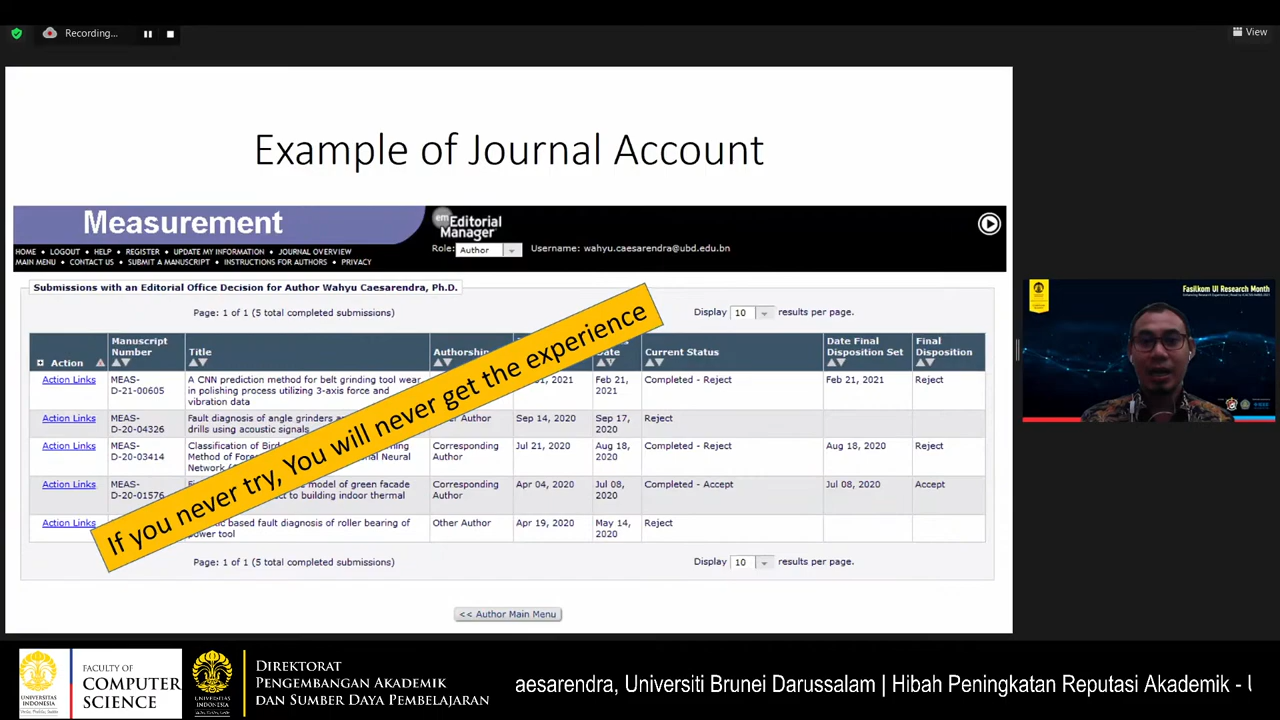 Recording...
View
Example of Journal Account
Measurement
em Editorial
Manager
HOME • LOGOUT • HELP • REGISTER • UPDATE MY INFORMATION • JOURNAL OVERVIEW
MAIN MENU • CONTACT US • SUBMIT A MANUSCRIPT • INSTRUCTIONS FOR AUTHORS • PRIVACY
Role: Author Username: wahyu.caesarendra@ubd.edu.bn
Submissions with an Editorial Office Decision for Author Wahyu Caesarendra, Ph.D.
Page: 1 of 1 (5 total completed submissions) Display 10 results per page.
Action Manuscript Number Title Authorship Date Current Status Date Final Disposition Set Final Disposition
Action Links MEAS-D-21-00605 A CNN prediction method for belt grinding tool wear in polishing process utilizing 3-axis force and vibration data 2021 Feb 21, 2021 Completed - Reject Feb 21, 2021 Reject
Action Links MEAS-D-20-04326 Fault diagnosis of angle grinders drills using acoustic signals Author Sep 14, 2020 Sep 17, 2020 Reject
Action Links MEAS-D-20-03414 Classification of Method of Neural Network Corresponding Author Jul 21, 2020 Aug 18, 2020 Completed - Reject Aug 18, 2020 Reject
Action Links MEAS-D-20-01576 model of green facade to building indoor thermal Corresponding Author Apr 04, 2020 Jul 08, 2020 Completed - Accept Jul 08, 2020 Accept
Action Links based fault diagnosis of roller bearing of power tool Other Author Apr 19, 2020 May 14, 2020 Reject
If you never try, You will never get the experience
Page: 1 of 1 (5 total completed submissions) Display 10 results per page.
<< Author Main Menu
Fasilkom UI Research Month
FACULTY OF
COMPUTER
SCIENCE
UNIVERSITAS
INDONESIA
UNIVERSITAS
INDONESIA
DIREKTORAT
PENGEMBANGAN AKADEMIK
DAN SUMBER DAYA PEMBELAJARAN
aesarendra, Universiti Brunei Darussalam | Hibah Peningkatan Reputasi Akademik - U